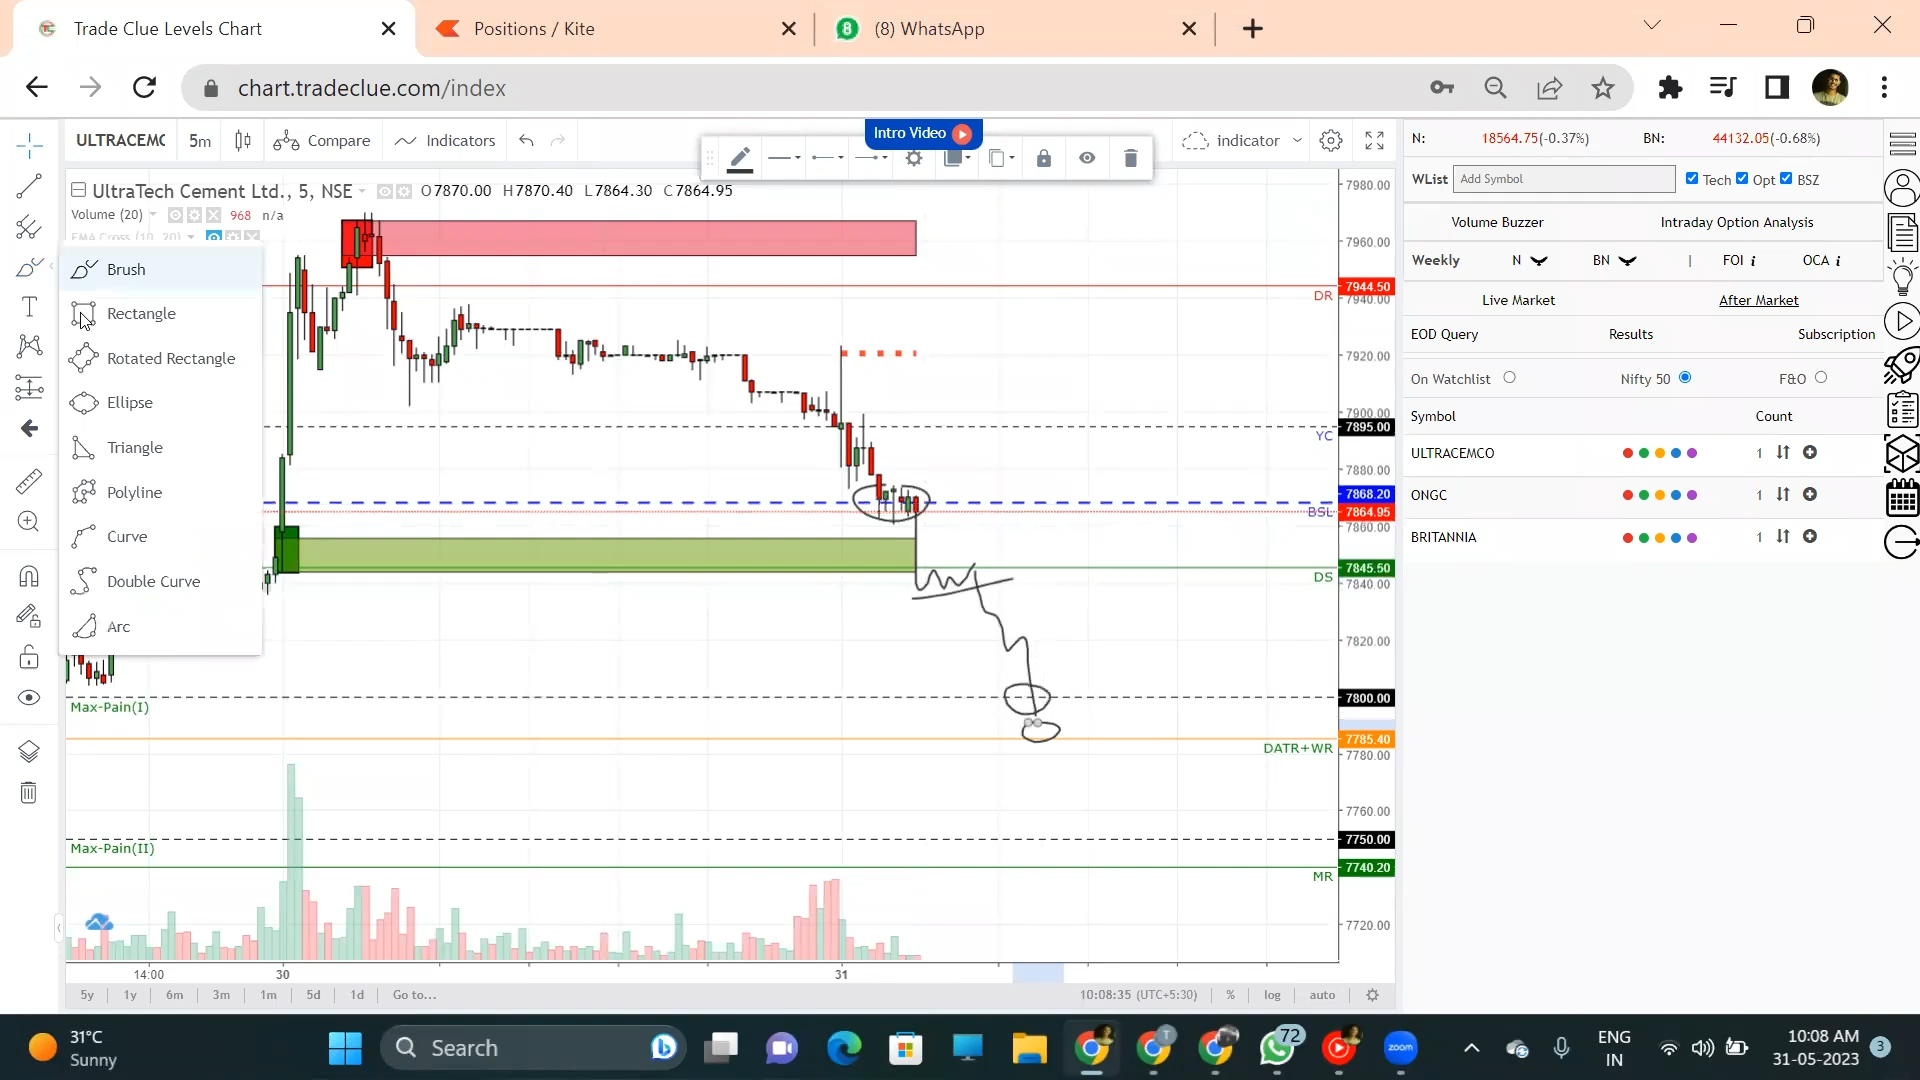 Trade Clue Levels Chart
Positions / Kite
(8) WhatsApp
chart.tradeclue.com/index
ULTRACEMC 5m Compare Indicators
Intro Video
indicator
UltraTech Cement Ltd., 5, NSE O7870.00 H7870.40 L7864.30 C7864.95
Volume (20) 968 n/a
EMA Cross (10, 20)
Brush
Rectangle
Rotated Rectangle
Ellipse
Triangle
Polyline
Curve
Double Curve
Arc
7980.00
7960.00
7944.50
DR
7940.00
7920.00
7900.00
7895.00
YC
7880.00
7868.20
BSL
7864.95
7860.00
7845.50
DS
7840.00
7820.00
7800.00
Max-Pain(I)
7785.40
DATR+WR
7780.00
7760.00
7750.00
Max-Pain(II)
7740.20
MR
7720.00
14:00 30 31
5y 1y 6m 3m 1m 5d 1d Go to...
10:08:35 (UTC+5:30) % log auto
N: 18564.75(-0.37%) BN: 44132.05(-0.68%)
WList Add Symbol Tech Opt BSZ
Volume Buzzer Intraday Option Analysis
Weekly N BN | FOI i OCA i
Live Market After Market
EOD Query Results Subscription
On Watchlist Nifty 50 F&O
Symbol Count
ULTRACEMCO 1
ONGC 1
BRITANNIA 1
31°C
Sunny
Search
72
zoom
ENG
IN
10:08 AM
31-05-2023
3